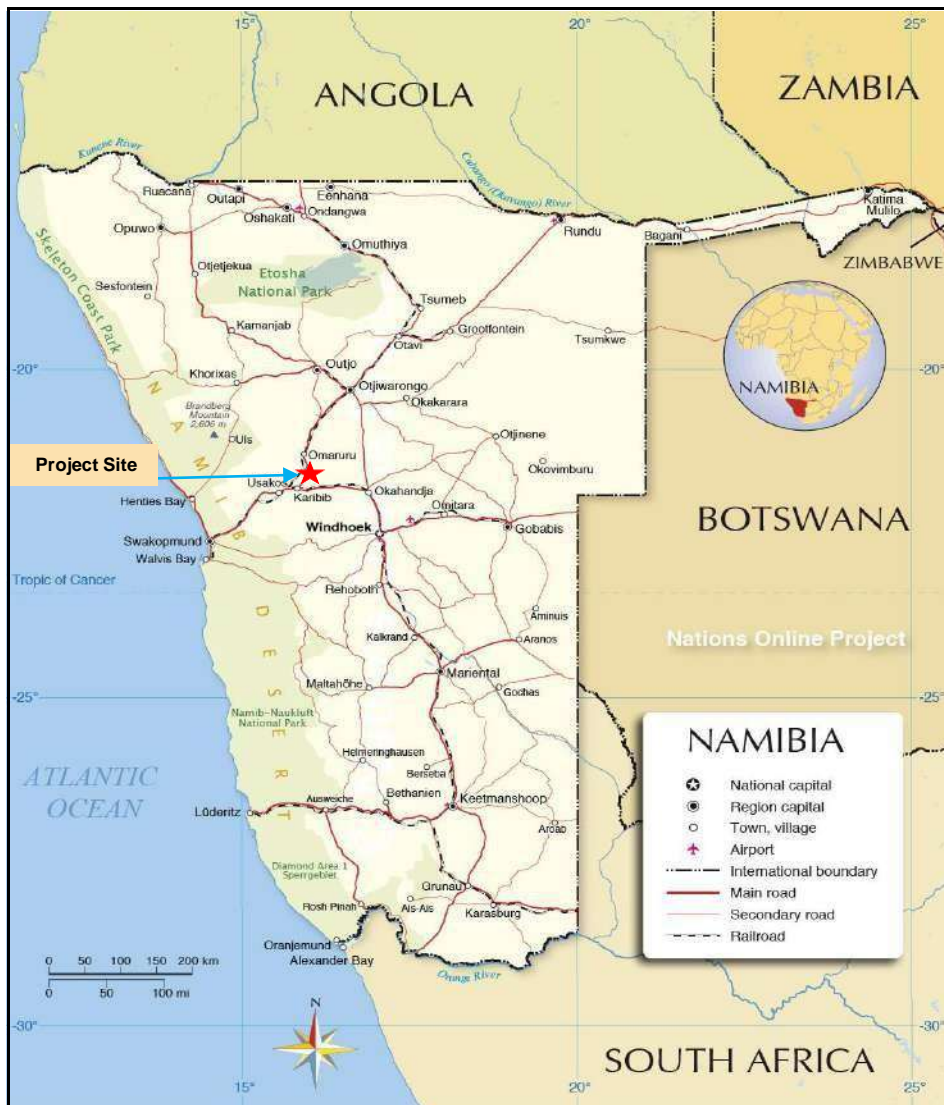 15°
20°
25°
ANGOLA
ZAMBIA
Kunene River
Cubango (Okavango) River
Ruacana
Outapi
Eenhana
Oshakati
Ondangwa
Katima
Mulilo
Rundu
Bagani
Opuwo
Omuthiya
ZIMBABWE
Skeleton Coast Park
Otjetjekua
Etosha
National Park
Sesfontein
Tsumeb
Kamanjab
Grootfontein
Otavi
Tsumkwe
-20°
Outjo
-20°
Khorixas
Otjiwarongo
NAMIBIA
Okakarara
Brandberg
Mountain
2,606 m
Uis
Otjinene
Omaruru
Okovimburu
Project Site
Usakos
Karibib
Okahandja
Henties Bay
Omitara
BOTSWANA
Windhoek
Gobabis
Swakopmund
Walvis Bay
Tropic of Cancer
Rehoboth
NAMIB
DESERT
Aminuis
Kalkrand
Aranos
Nations Online Project
Mariental
Maltahöhe
Gochas
-25°
-25°
Namib-Naukluft
National Park
Helmeringhausen
Berseba
ATLANTIC
OCEAN
Bethanien
Keetmanshoop
Ausweiche
Lüderitz
Aroab
Diamond Area 1
Sperrgebiet
Grunau
Rosh Pinah
Ais-Ais
Karasburg
Oranjemund
Alexander Bay
Orange River
NAMIBIA
National capital
Region capital
Town, village
Airport
International boundary
Main road
Secondary road
Railroad
0 50 100 150 200 km
0 50 100 mi
N
-30°
-30°
SOUTH AFRICA
15°
20°
25°